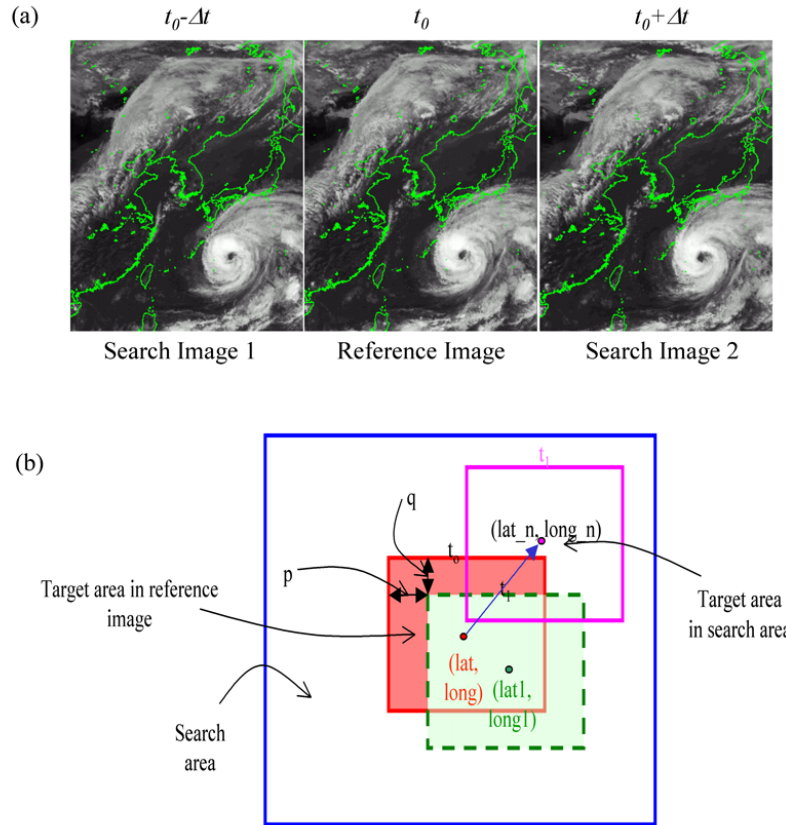 (a)
t₀-Δt
t₀
t₀+Δt
Search Image 1
Reference Image
Search Image 2
(b)
t₁
q
(lat_n, long_n)
t₀
p
t₁
Target area in reference
image
Target area
in search area
(lat,
long)
(lat1,
long1)
Search
area